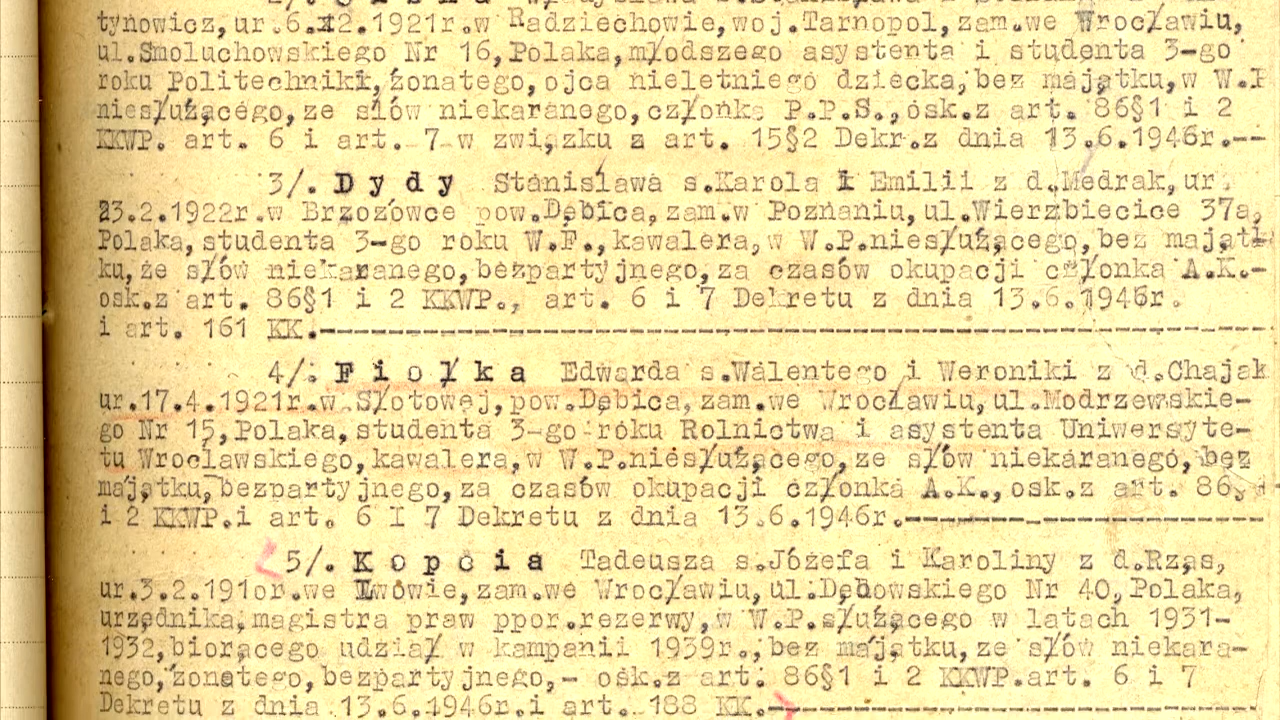 tynowicz,ur.6.12.1921r.w Radziechowie,woj.Tarnopol,zam.we Wrocławiu,
ul.Smoluchowskiego Nr 16,Polaka,młodszego asystenta i studenta 3-go
roku Politechniki,żonatego,ojca nieletniego dziecka,bez majątku,w W.P
niesłużącego,ze słów niekaranego,członka P.P.S.,osk.z art. 86§1 i 2
KKWP. art. 6 i art. 7 w związku z art. 15§2 Dekr.z dnia 13.6.1946r.--
3/. D y d y Stanisława s.Karola i Emilii z d.Mędrak,ur.
23.2.1922r.w Brzozówce pow.Dębica,zam.w Poznaniu,ul.Wierzbiecice 37a,
Polaka,studenta 3-go roku W.F.,kawalera,w W.P.niesłużącego,bez mająt-
ku,ze słów niekaranego,bezpartyjnego,za czasów okupacji członka A.K.-
osk.z art. 86§1 i 2 KKWP., art. 6 i 7 Dekretu z dnia 13.6.1946r.
i art. 161 KK.------------------------------------------------
4/. F i o ł k a Edwarda s.Walentego i Weroniki z d.Chajak
ur.17.4.1921r.w Słotowej,pow.Dębica,zam.we Wrocławiu,ul.Modrzewskie-
go Nr 15,Polaka,studenta 3-go roku Rolnictwa i asystenta Uniwersyte-
tu Wrocławskiego,kawalera,w W.P.niesłużącego,ze słów niekaranego,bez
majątku,bezpartyjnego,za czasów okupacji członka A.K.,osk.z art. 86§
i 2 KKWP.i art. 6 I 7 Dekretu z dnia 13.6.1946r.------------------
5/. K o p c i a Tadeusza s.Józefa i Karoliny z d.Rząs,
ur.3.2.191or.we Lwowie,zam.we Wrocławiu,ul.Dębowskiego Nr 40,Polaka,
urzędnika,magistra praw ppor.rezerwy,w W.P.służącego w latach 1931-
1932,biorącego udział w kampanii 1939r.,bez majątku,ze słów niekara-
nego,żonatego,bezpartyjnego,- osk.z art. 86§1 i 2 KKWP.art. 6 i 7
Dekretu z dnia 13.6.1946r.i art. 188 KK.--------------------------